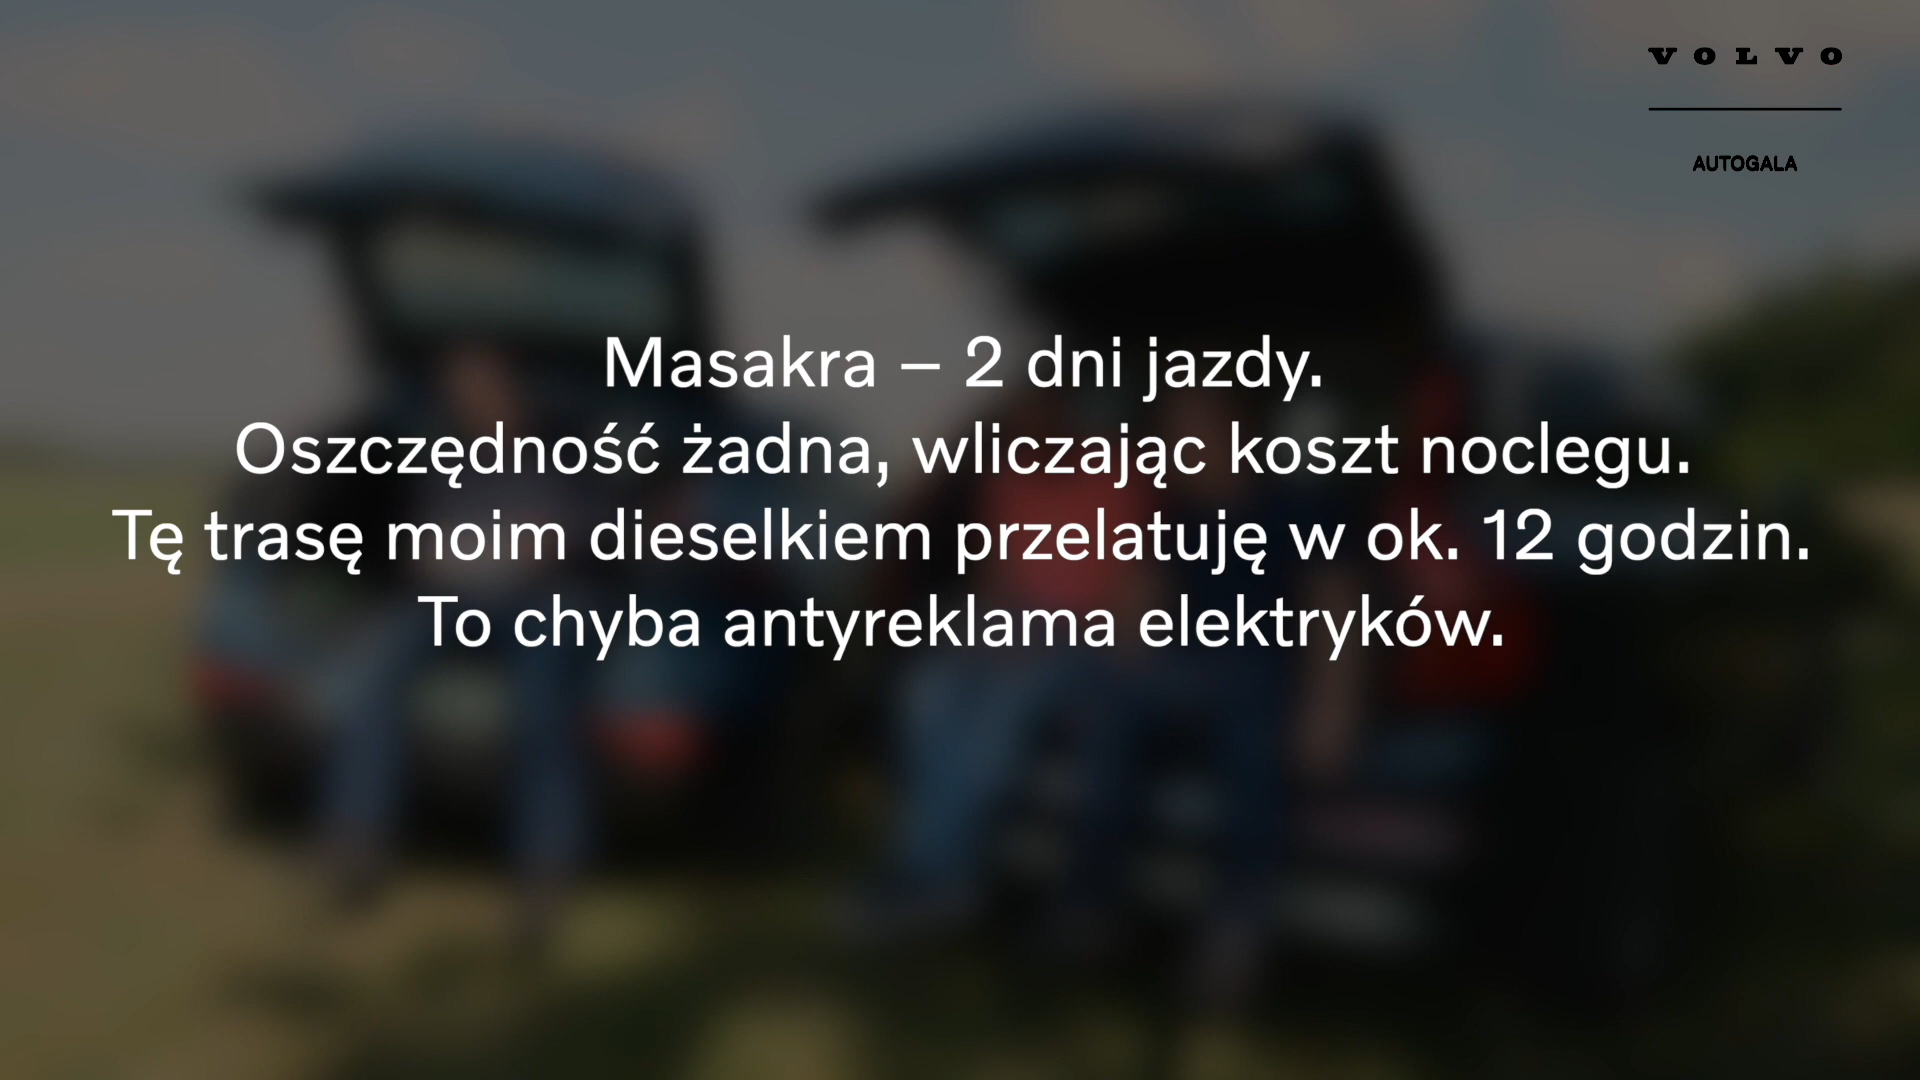 VOLVO
AUTOGALA
Masakra – 2 dni jazdy.
Oszczędność żadna, wliczając koszt noclegu.
Tę trasę moim dieselkiem przelatuję w ok. 12 godzin.
To chyba antyreklama elektryków.